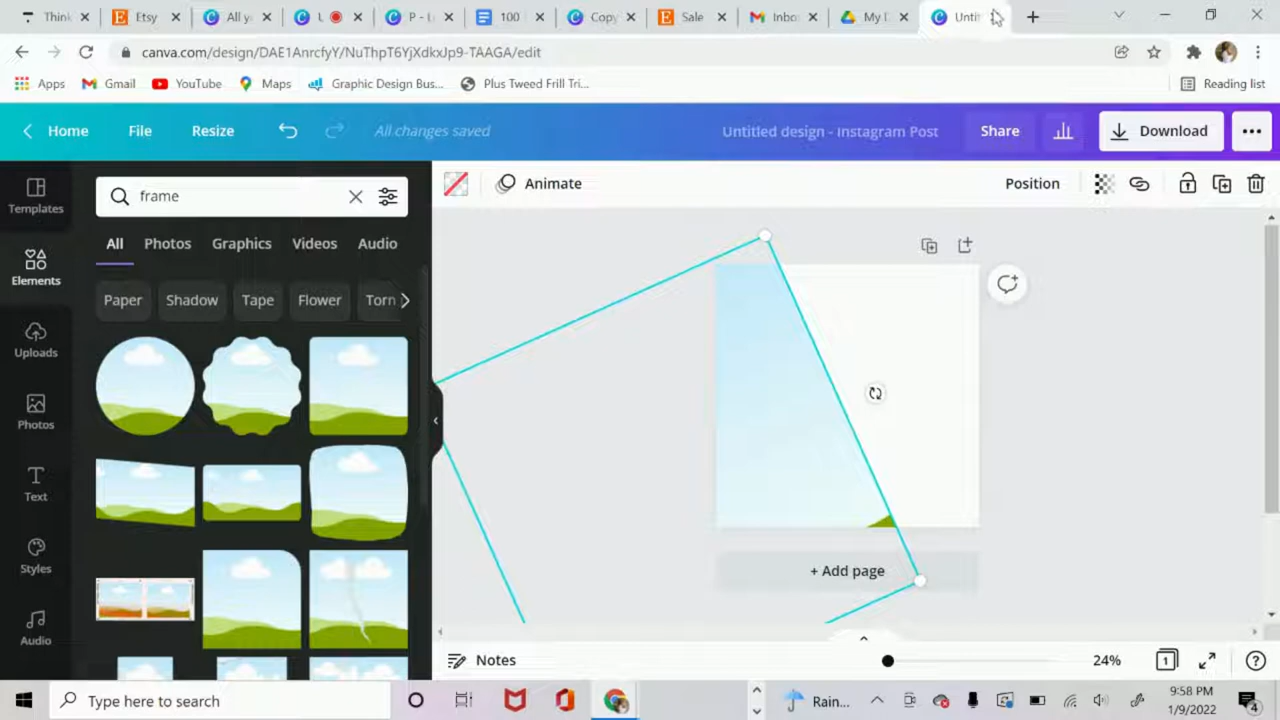 Think
Etsy
All y
L
P - L
100
Copy
Sale
Inbo
My D
Unti
canva.com/design/DAE1AnrcfyY/NuThpT6YjXdkxJp9-TAAGA/edit
Apps
Gmail
YouTube
Maps
Graphic Design Bus...
Plus Tweed Frill Tri...
Reading list
Home
File
Resize
All changes saved
Untitled design - Instagram Post
Share
Download
Templates
Elements
Uploads
Photos
Text
Styles
Audio
frame
All
Photos
Graphics
Videos
Audio
Paper
Shadow
Tape
Flower
Torn
Animate
Position
+ Add page
Notes
24%
1
Type here to search
Rain...
9:58 PM
1/9/2022
4